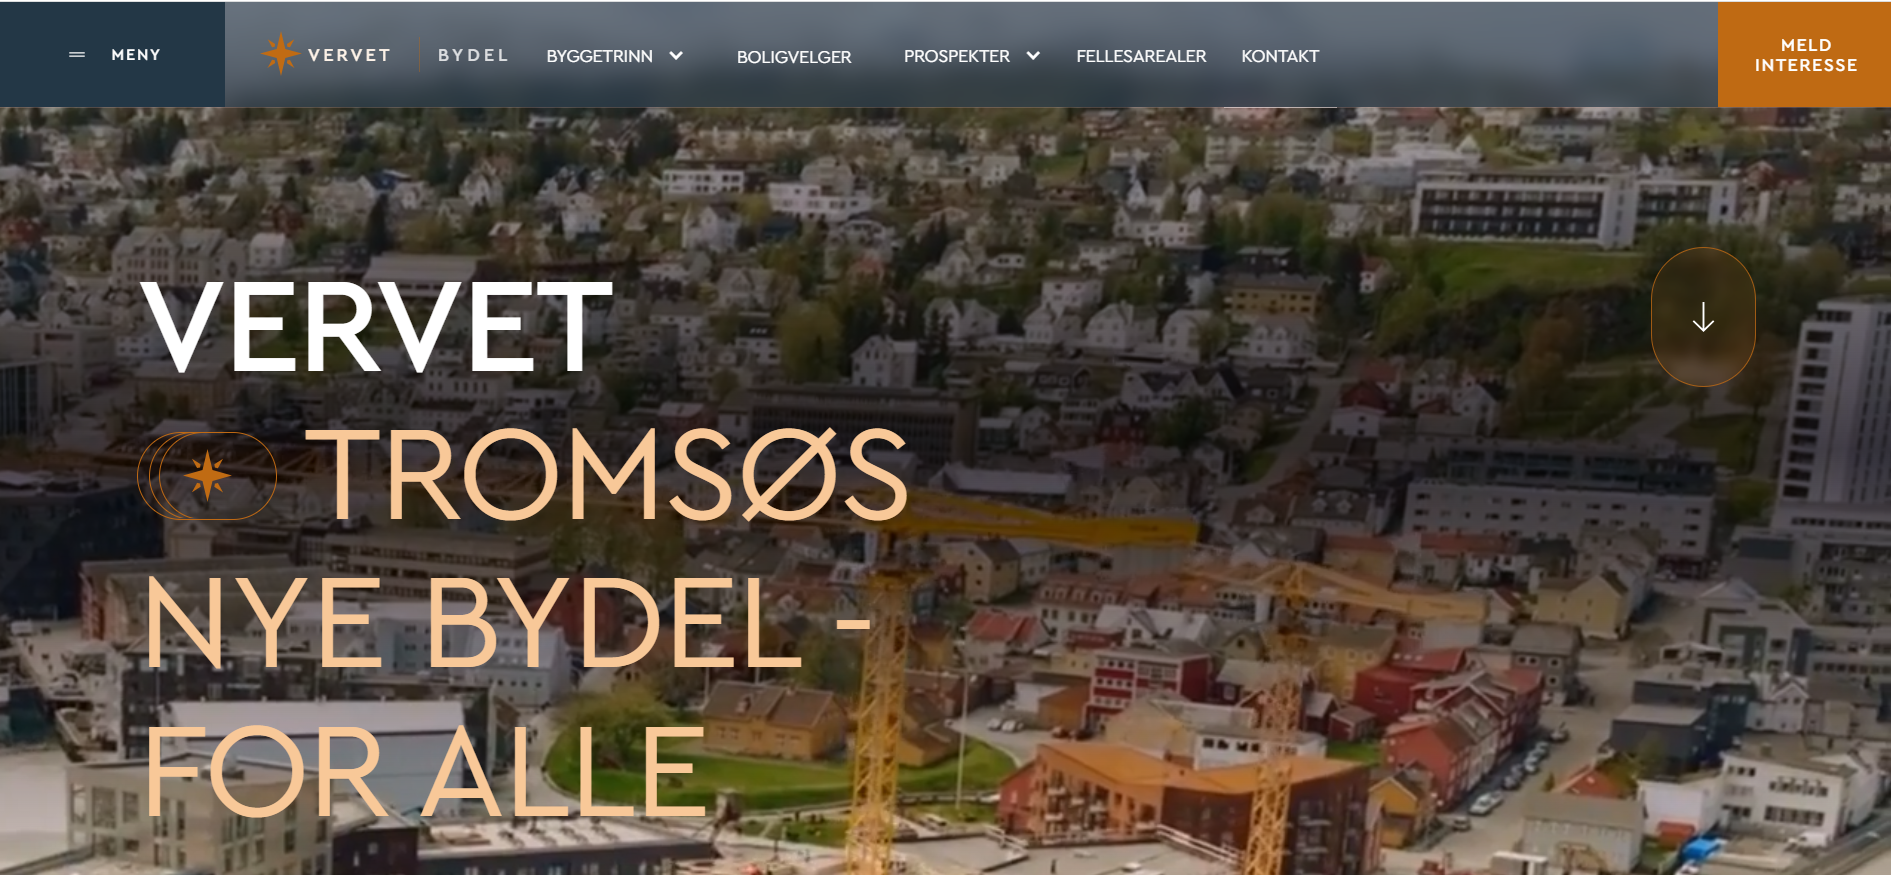 MENY
VERVET BYDEL
BYGGETRINN
BOLIGVELGER
PROSPEKTER
FELLESAREALER
KONTAKT
MELD
INTERESSE
VERVET
TROMSØS
NYE BYDEL -
FOR ALLE